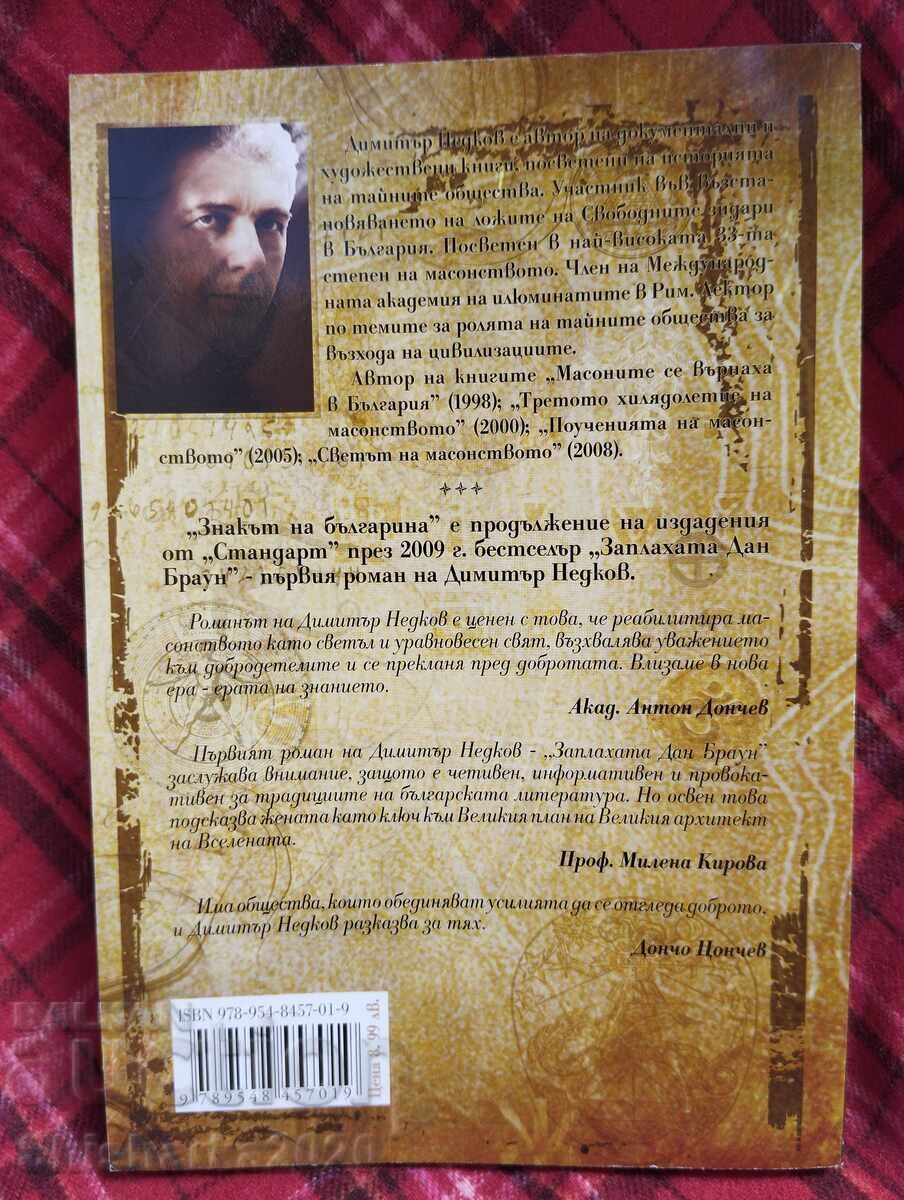 Димитър Недков е автор на документални и
художествени книги, посветени на историята
на тайните общества. Участник във възста-
новяването на ложите на Свободните зидари
в България. Посветен в най-високата 33-та
степен на масонството. Член на Международ-
ната академия на илюминатите в Рим. Лектор
по темите за ролята на тайните общества за
възхода на цивилизациите.
Автор на книгите „Масоните се върнаха
в България” (1998); „Третото хилядолетие на
масонството” (2000); „Поученията на масон-
ството” (2005); „Светът на масонството” (2008).
„Знакът на българина” е продължение на издадения
от „Стандарт” през 2009 г. бестселър „Заплахата Дан
Браун” - първия роман на Димитър Недков.
Романът на Димитър Недков е ценен с това, че реабилитира ма-
сонството като светъл и уравновесен свят, възхвалява уважението
към добродетелите и се прекланя пред добротата. Влизаме в нова
ера - ерата на знанието.
Акад. Антон Дончев
Първият роман на Димитър Недков - „Заплахата Дан Браун”
заслужава внимание, защото е четивен, информативен и провока-
тивен за традициите на българската литература. Но освен това
подсказва жената като ключ към Великия план на Великия архитект
на Вселената.
Проф. Милена Кирова
Има общества, които обединяват усилията да се отгледа доброто,
и Димитър Недков разказва за тях.
Дончо Цончев
ISBN 978-954-8457-01-9
9 789548 457019
Цена 8, 99 лв.